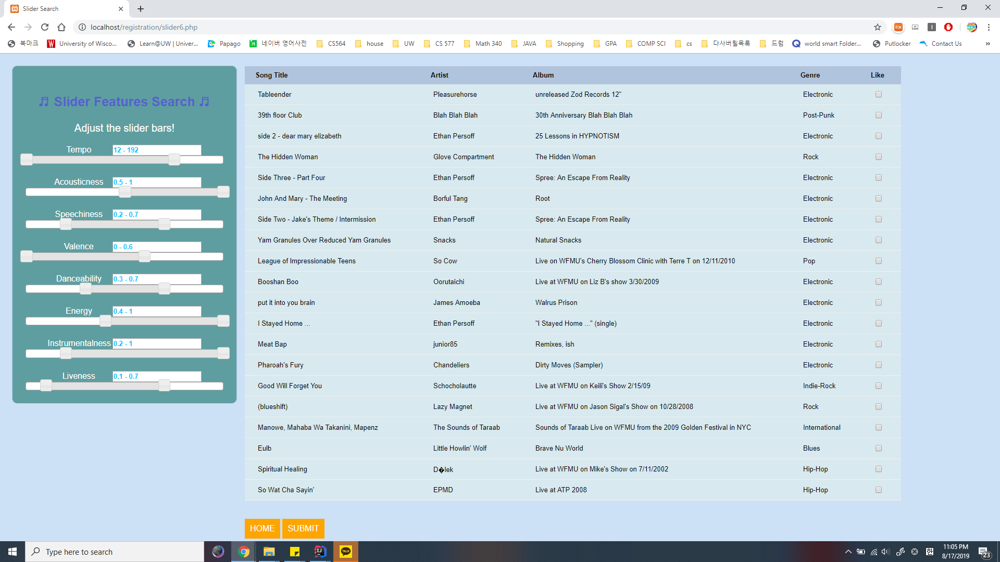 Slider Search
localhost/registration/slider6.php
북마크 University of Wisco... Learn@UW | Univer... Papago 네이버 영어사전 CS564 house UW CS 577 Math 340 JAVA Shopping GPA COMP SCI cs 다사버릴목록 드럼 world smart Folder... Putlocker Contact Us »
♬ Slider Features Search ♬
Adjust the slider bars!
Tempo 12 - 192
Acousticness 0.5 - 1
Speechiness 0.2 - 0.7
Valence 0 - 0.6
Danceability 0.3 - 0.7
Energy 0.4 - 1
Instrumentalness 0.2 - 1
Liveness 0.1 - 0.7
Song Title Artist Album Genre Like
Tableender Pleasurehorse unreleased Zod Records 12" Electronic
39th floor Club Blah Blah Blah 30th Anniversary Blah Blah Blah Post-Punk
side 2 - dear mary elizabeth Ethan Persoff 25 Lessons in HYPNOTISM Electronic
The Hidden Woman Glove Compartment The Hidden Woman Rock
Side Three - Part Four Ethan Persoff Spree: An Escape From Reality Electronic
John And Mary - The Meeting Borful Tang Root Electronic
Side Two - Jake's Theme / Intermission Ethan Persoff Spree: An Escape From Reality Electronic
Yam Granules Over Reduced Yam Granules Snacks Natural Snacks Electronic
League of Impressionable Teens So Cow Live on WFMU's Cherry Blossom Clinic with Terre T on 12/11/2010 Pop
Booshan Boo Oorutaichi Live at WFMU on Liz B's show 3/30/2009 Electronic
put it into you brain James Amoeba Walrus Prison Electronic
I Stayed Home ... Ethan Persoff "I Stayed Home ..." (single) Electronic
Meat Bap junior85 Remixes, ish Electronic
Pharoah's Fury Chandeliers Dirty Moves (Sampler) Electronic
Good Will Forget You Schocholautte Live at WFMU on Keili's Show 2/15/09 Indie-Rock
(blueshift) Lazy Magnet Live at WFMU on Jason Sigal's Show on 10/28/2008 Rock
Manowe, Mahaba Wa Takanini, Mapenz The Sounds of Taraab Sounds of Taraab Live on WFMU from the 2009 Golden Festival in NYC International
Eulb Little Howlin' Wolf Brave Nu World Blues
Spiritual Healing D�lek Live at WFMU on Mike's Show on 7/11/2002 Hip-Hop
So Wat Cha Sayin' EPMD Live at ATP 2008 Hip-Hop
HOME SUBMIT
Type here to search
TALK
한
11:05 PM
8/17/2019
23